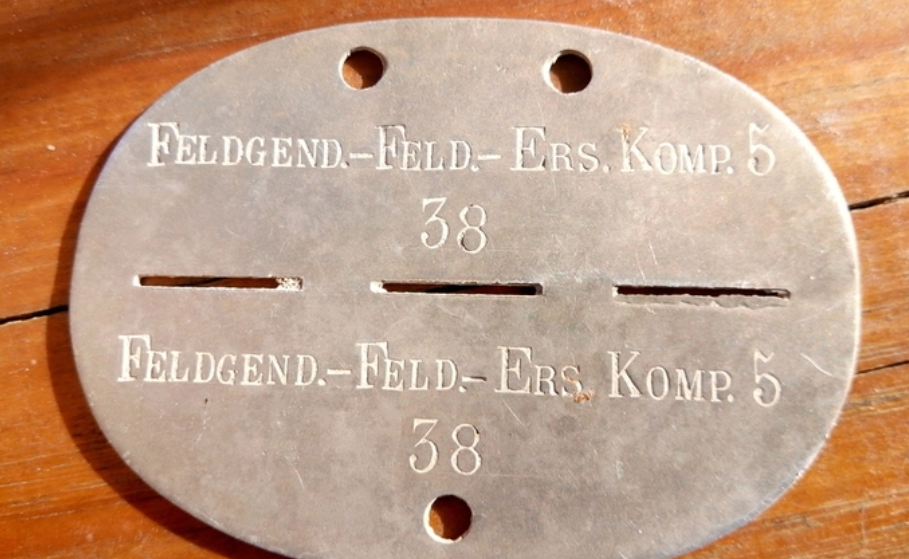 FELDGEND.-FELD.- ERS. KOMP. 5
38
FELDGEND.-FELD.- ERS. KOMP. 5
38